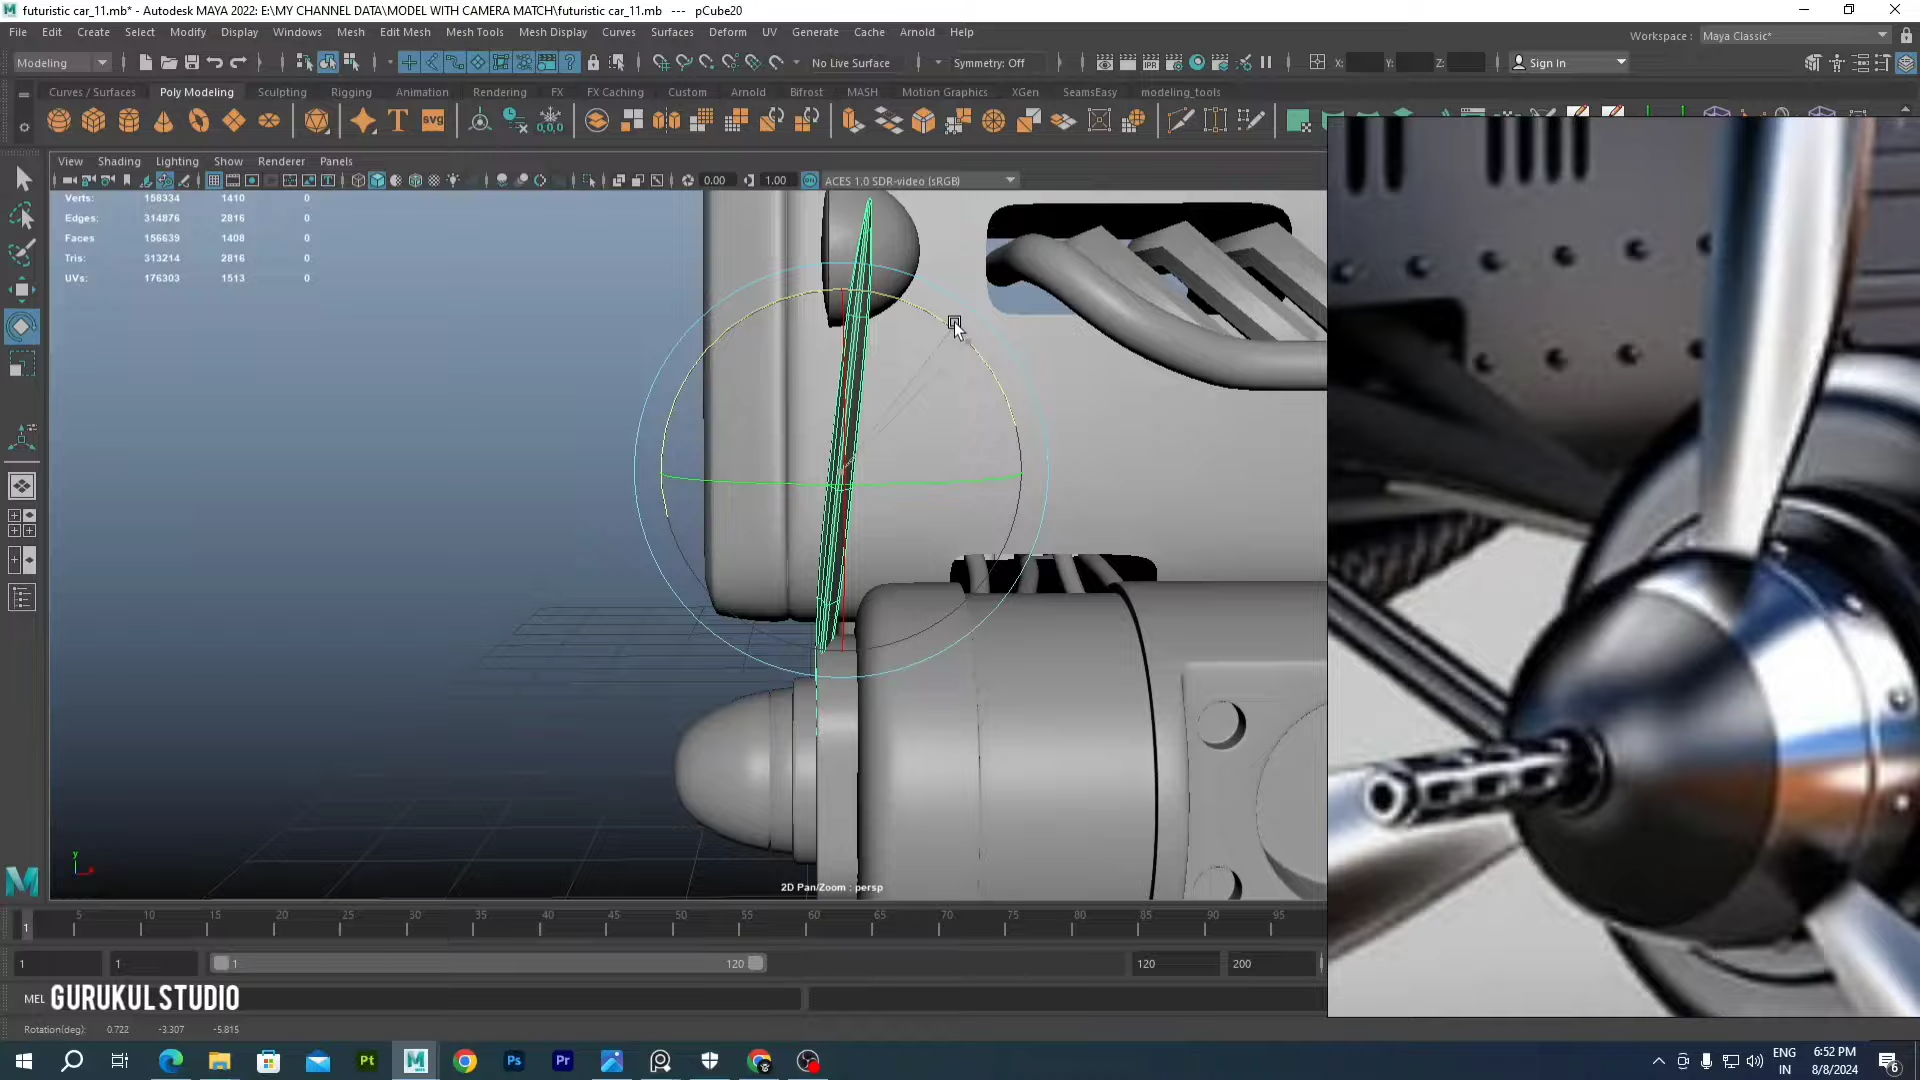 futuristic car_11.mb* - Autodesk MAYA 2022: E:\MY CHANNEL DATA\MODEL WITH CAMERA MATCH\futuristic car_11.mb --- pCube20
File Edit Create Select Modify Display Windows Mesh Edit Mesh Mesh Tools Mesh Display Curves Surfaces Deform UV Generate Cache Arnold Help
Workspace : Maya Classic*
Modeling No Live Surface Symmetry: Off X: Y: Z: Sign In
Curves / Surfaces Poly Modeling Sculpting Rigging Animation Rendering FX FX Caching Custom Arnold Bifrost MASH Motion Graphics XGen SeamsEasy modeling_tools
T SVG 0,0,0
View Shading Lighting Show Renderer Panels
0.00 1.00 ACES 1.0 SDR-video (sRGB)
Verts: 158334 1410 0
Edges: 314876 2816 0
Faces 156639 1408 0
Tris: 313214 2816 0
UVs: 176303 1513 0
y
2D Pan/Zoom : persp
5 10 15 20 25 30 35 40 45 50 55 60 65 70 75 80 85 90 95
1
1 1 1 120 120 200
MEL GURUKUL STUDIO
Rotation(deg): 0.722 -3.307 -5.815
Pt Ps Pr
ENG IN
6:52 PM
8/8/2024
6